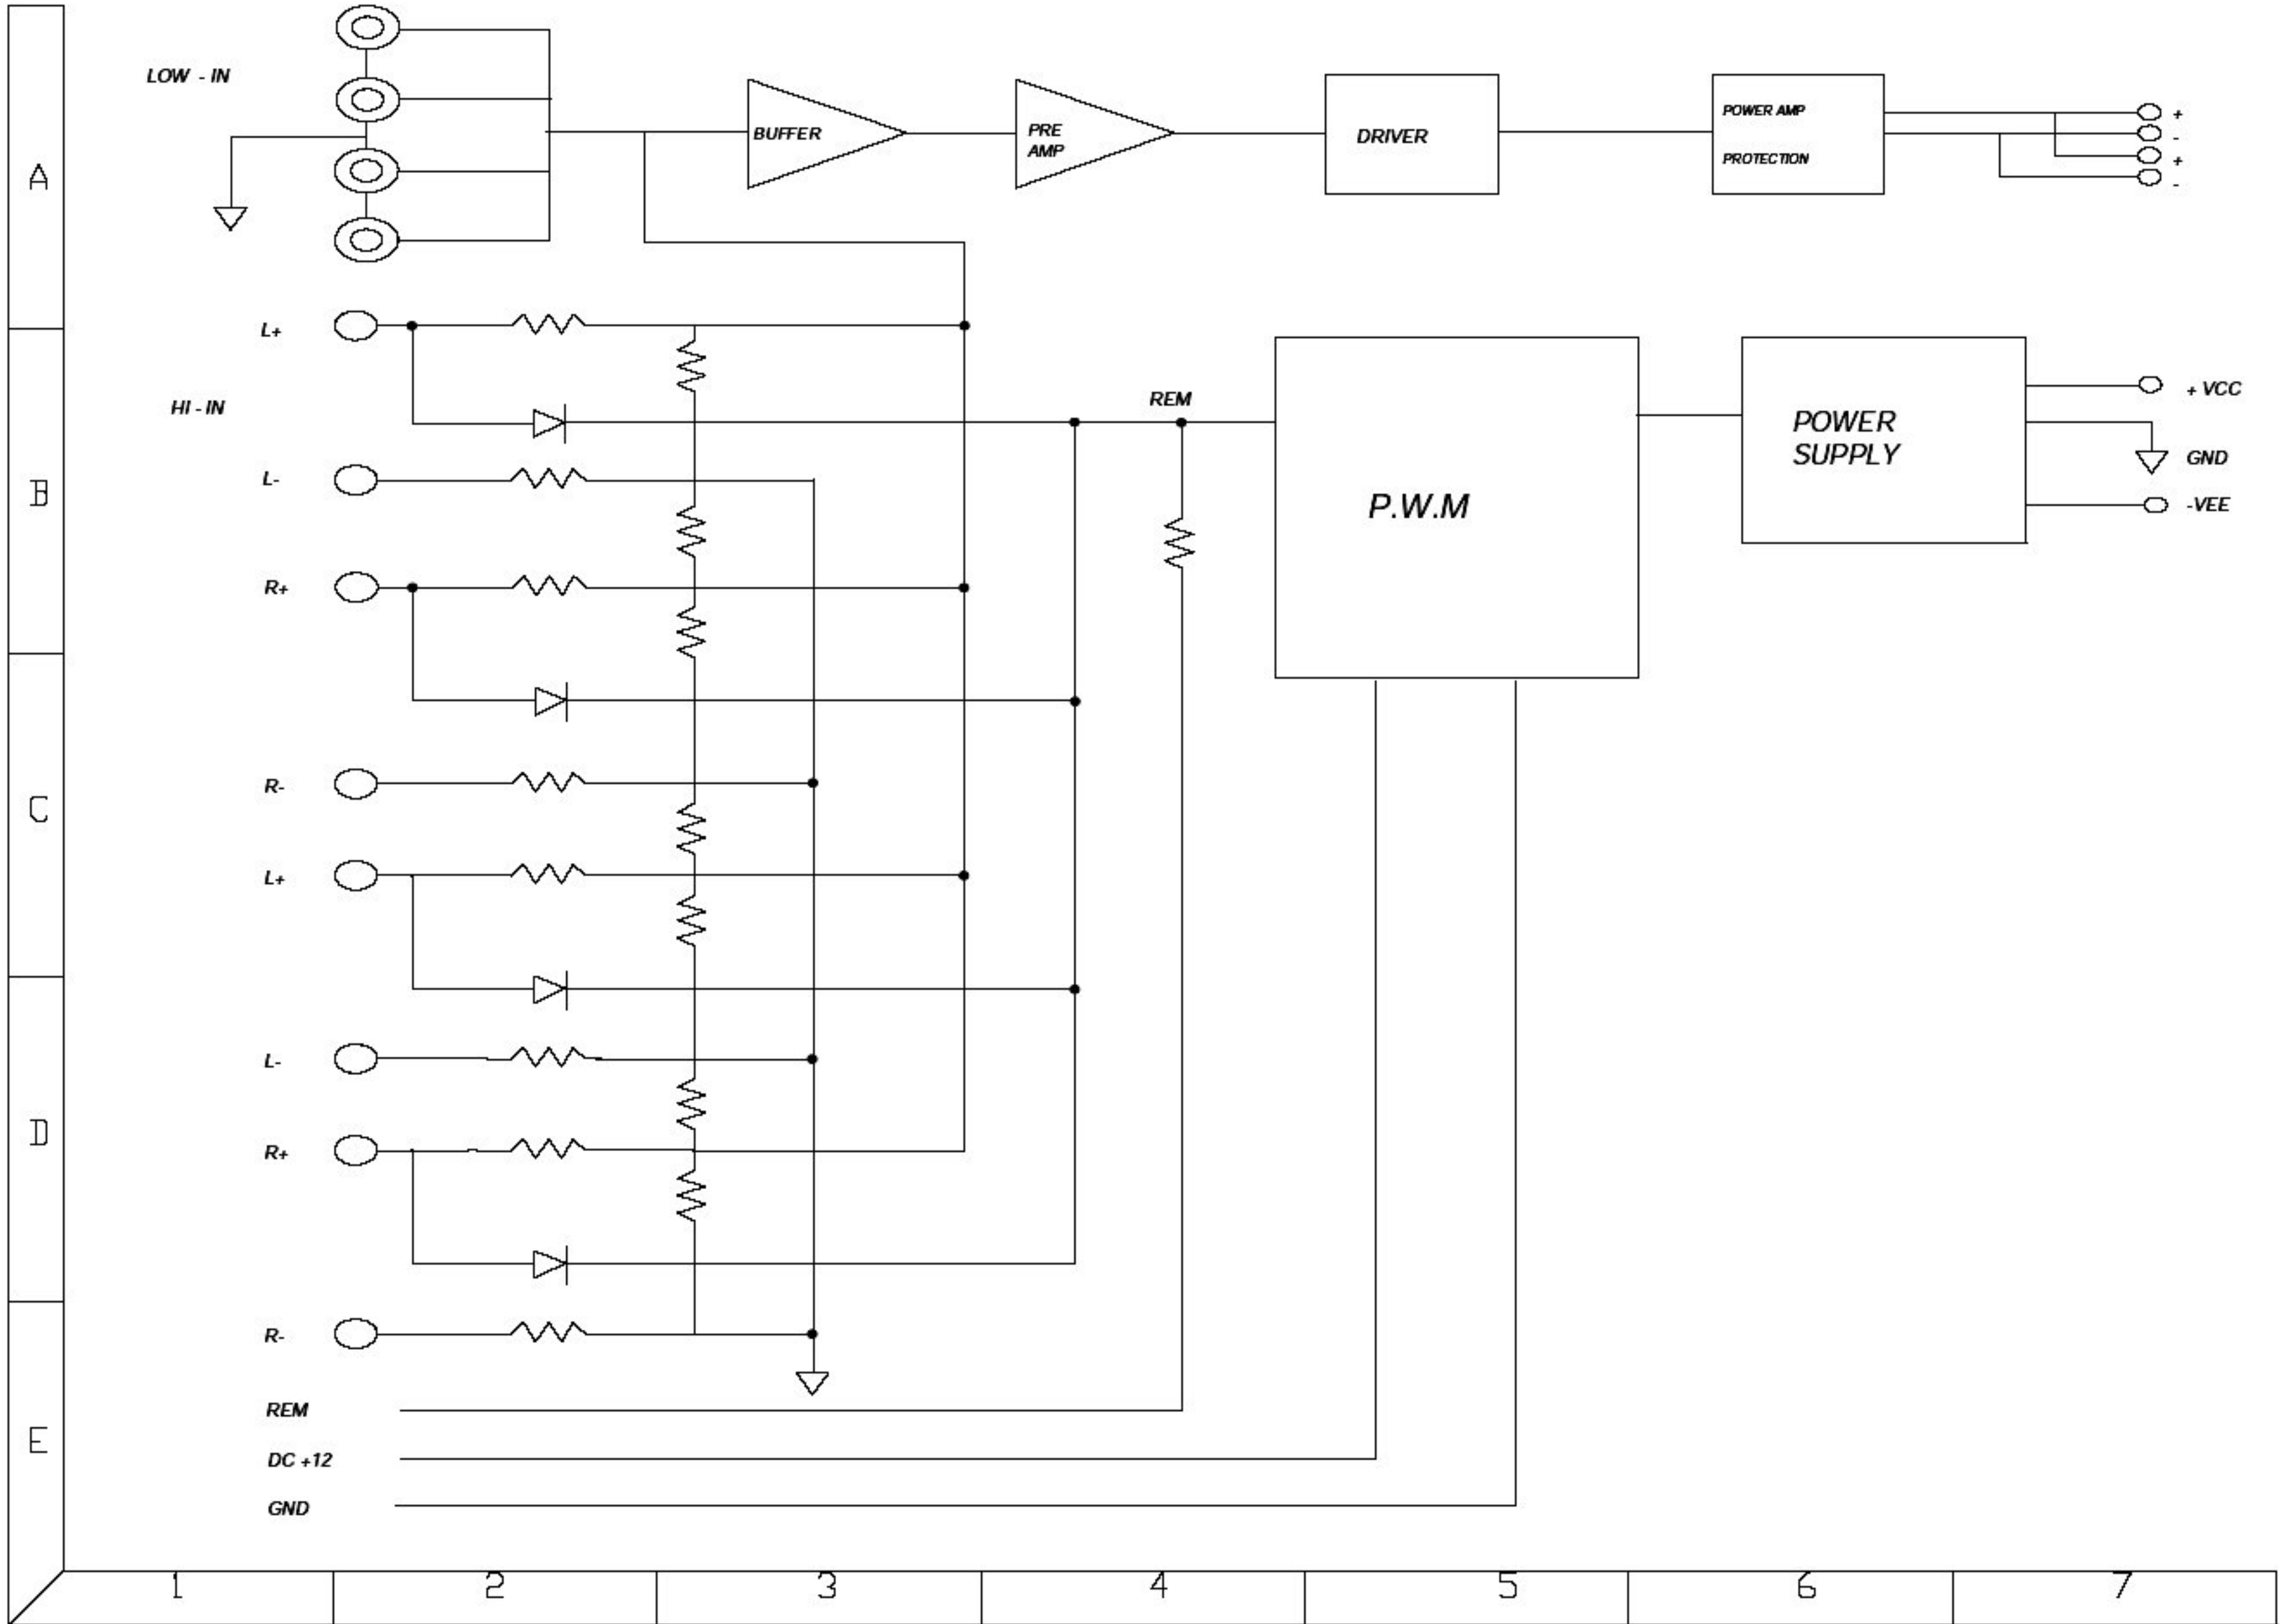 LOW - IN
BUFFER
PRE
AMP
DRIVER
POWER AMP
PROTECTION
+
-
+
-
A
L+
HI - IN
REM
P.W.M
POWER
SUPPLY
+ VCC
GND
-VEE
L-
B
R+
R-
C
L+
L-
D
R+
R-
REM
E
DC +12
GND
1
2
3
4
5
6
7